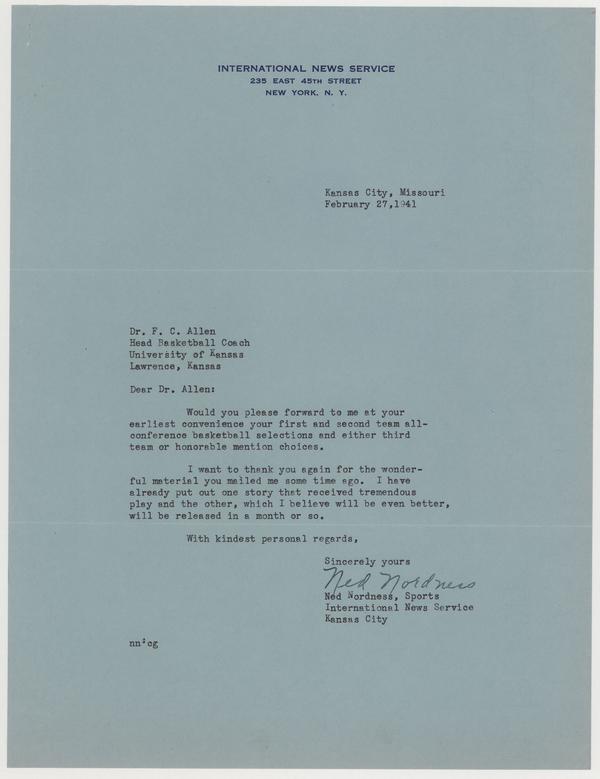 INTERNATIONAL NEWS SERVICE
235 EAST 45TH STREET
NEW YORK, N. Y.
Kansas City, Missouri
February 27,1941
Dr. F. C. Allen
Head Basketball Coach
University of Kansas
Lawrence, Kansas
Dear Dr. Allen:
Would you please forward to me at your
earliest convenience your first and second team all-
conference basketball selections and either third
team or honorable mention choices.
I want to thank you again for the wonder-
ful material you mailed me some time ago. I have
already put out one story that received tremendous
play and the other, which I believe will be even better,
will be released in a month or so.
With kindest personal regards,
Sincerely yours
Ned Nordness
Ned Nordness, Sports
International News Service
Kansas City
nn:cg